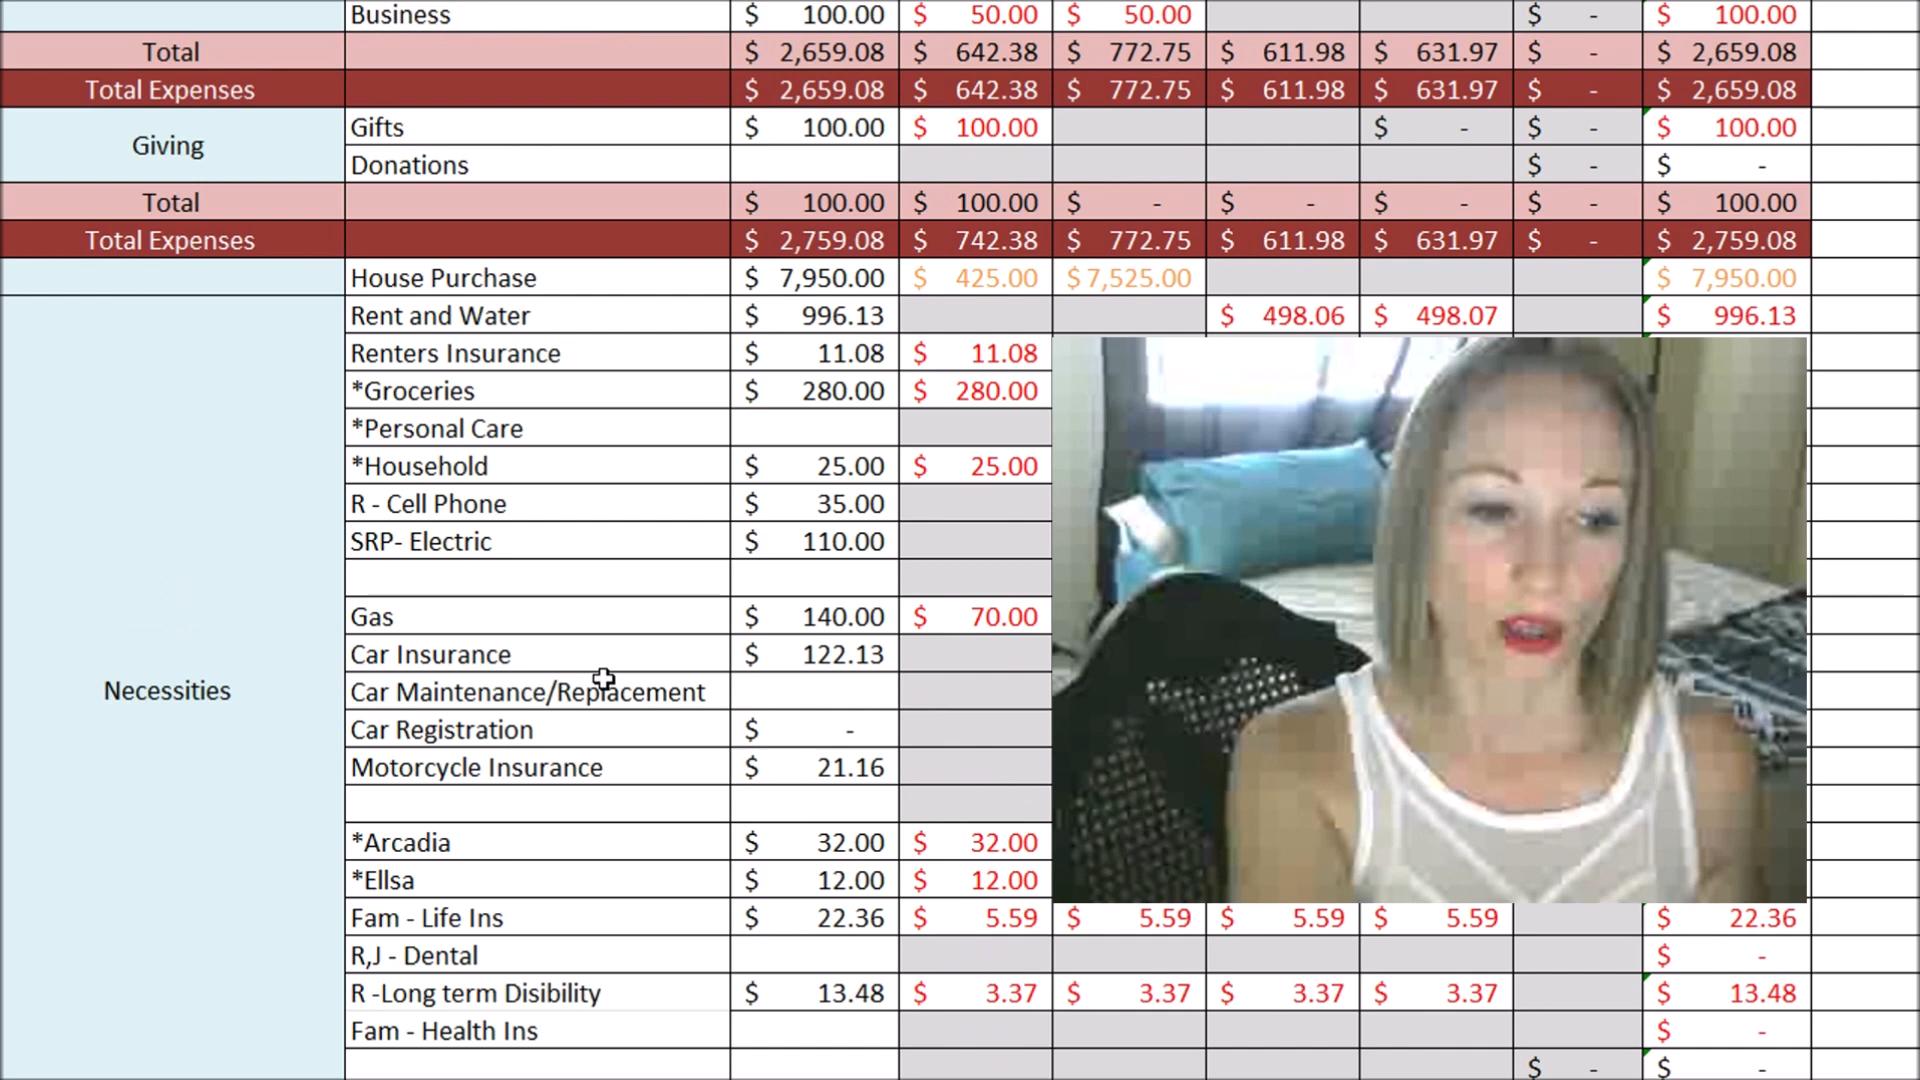 Business $ 100.00 $ 50.00 $ 50.00 $ - $ 100.00
Total $ 2,659.08 $ 642.38 $ 772.75 $ 611.98 $ 631.97 $ - $ 2,659.08
Total Expenses $ 2,659.08 $ 642.38 $ 772.75 $ 611.98 $ 631.97 $ - $ 2,659.08
Giving
Gifts $ 100.00 $ 100.00 $ - $ - $ 100.00
Donations $ - $ -
Total $ 100.00 $ 100.00 $ - $ - $ - $ - $ 100.00
Total Expenses $ 2,759.08 $ 742.38 $ 772.75 $ 611.98 $ 631.97 $ - $ 2,759.08
House Purchase $ 7,950.00 $ 425.00 $ 7,525.00 $ 7,950.00
Rent and Water $ 996.13 $ 498.06 $ 498.07 $ 996.13
Renters Insurance $ 11.08 $ 11.08
*Groceries $ 280.00 $ 280.00
*Personal Care
*Household $ 25.00 $ 25.00
R - Cell Phone $ 35.00
SRP- Electric $ 110.00
Gas $ 140.00 $ 70.00
Car Insurance $ 122.13
Necessities
Car Maintenance/Replacement
Car Registration $ -
Motorcycle Insurance $ 21.16
*Arcadia $ 32.00 $ 32.00
*Ellsa $ 12.00 $ 12.00
Fam - Life Ins $ 22.36 $ 5.59 $ 5.59 $ 5.59 $ 5.59 $ 22.36
R,J - Dental $ -
R -Long term Disibility $ 13.48 $ 3.37 $ 3.37 $ 3.37 $ 3.37 $ 13.48
Fam - Health Ins $ -
$ - $ -